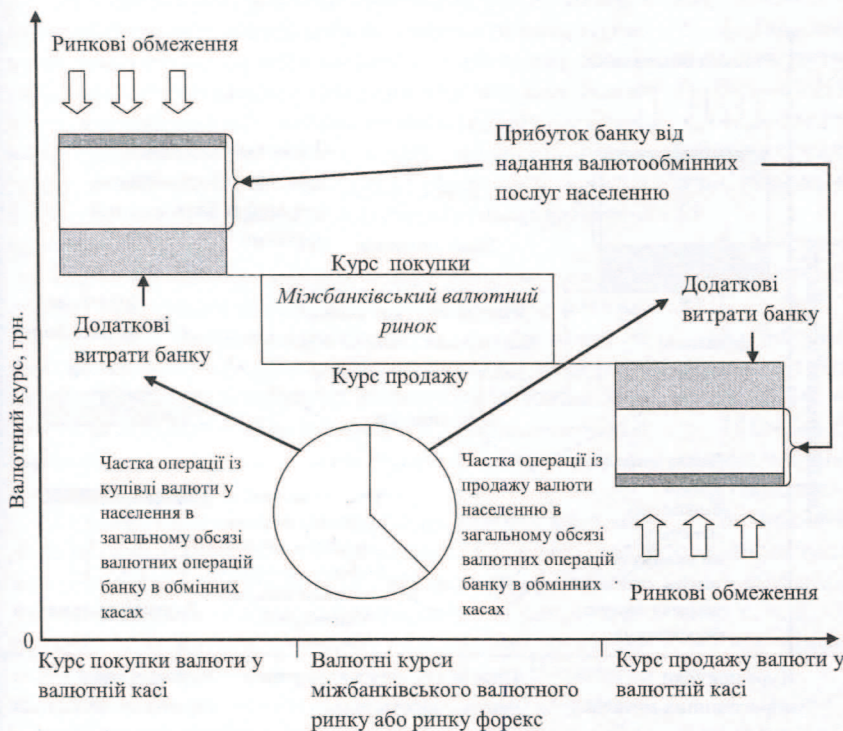 Ринкові обмеження
Прибуток банку від
надання валютообмінних
послуг населенню
Курс покупки
Міжбанківський валютний
ринок
Курс продажу
Додаткові
витрати банку
Додаткові
витрати банку
Валютний курс, грн.
Частка операції із
купівлі валюти у
населення в
загальному обсязі
валютних операцій
банку в обмінних
касах
Частка операції із
продажу валюти
населенню в
загальному обсязі
валютних операцій
банку в обмінних
касах
Ринкові обмеження
0
Курс покупки валюти у
валютній касі
Валютні курси
міжбанківського валютного
ринку або ринку форекс
Курс продажу валюти у
валютній касі